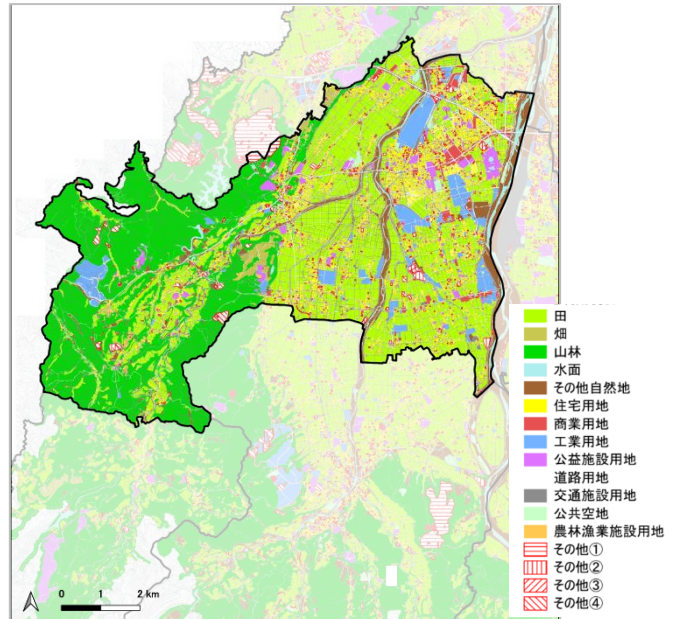 田
畑
山林
水面
その他自然地
住宅用地
商業用地
工業用地
公益施設用地
道路用地
交通施設用地
公共空地
農林漁業施設用地
その他①
その他②
その他③
その他④
0 1 2 km